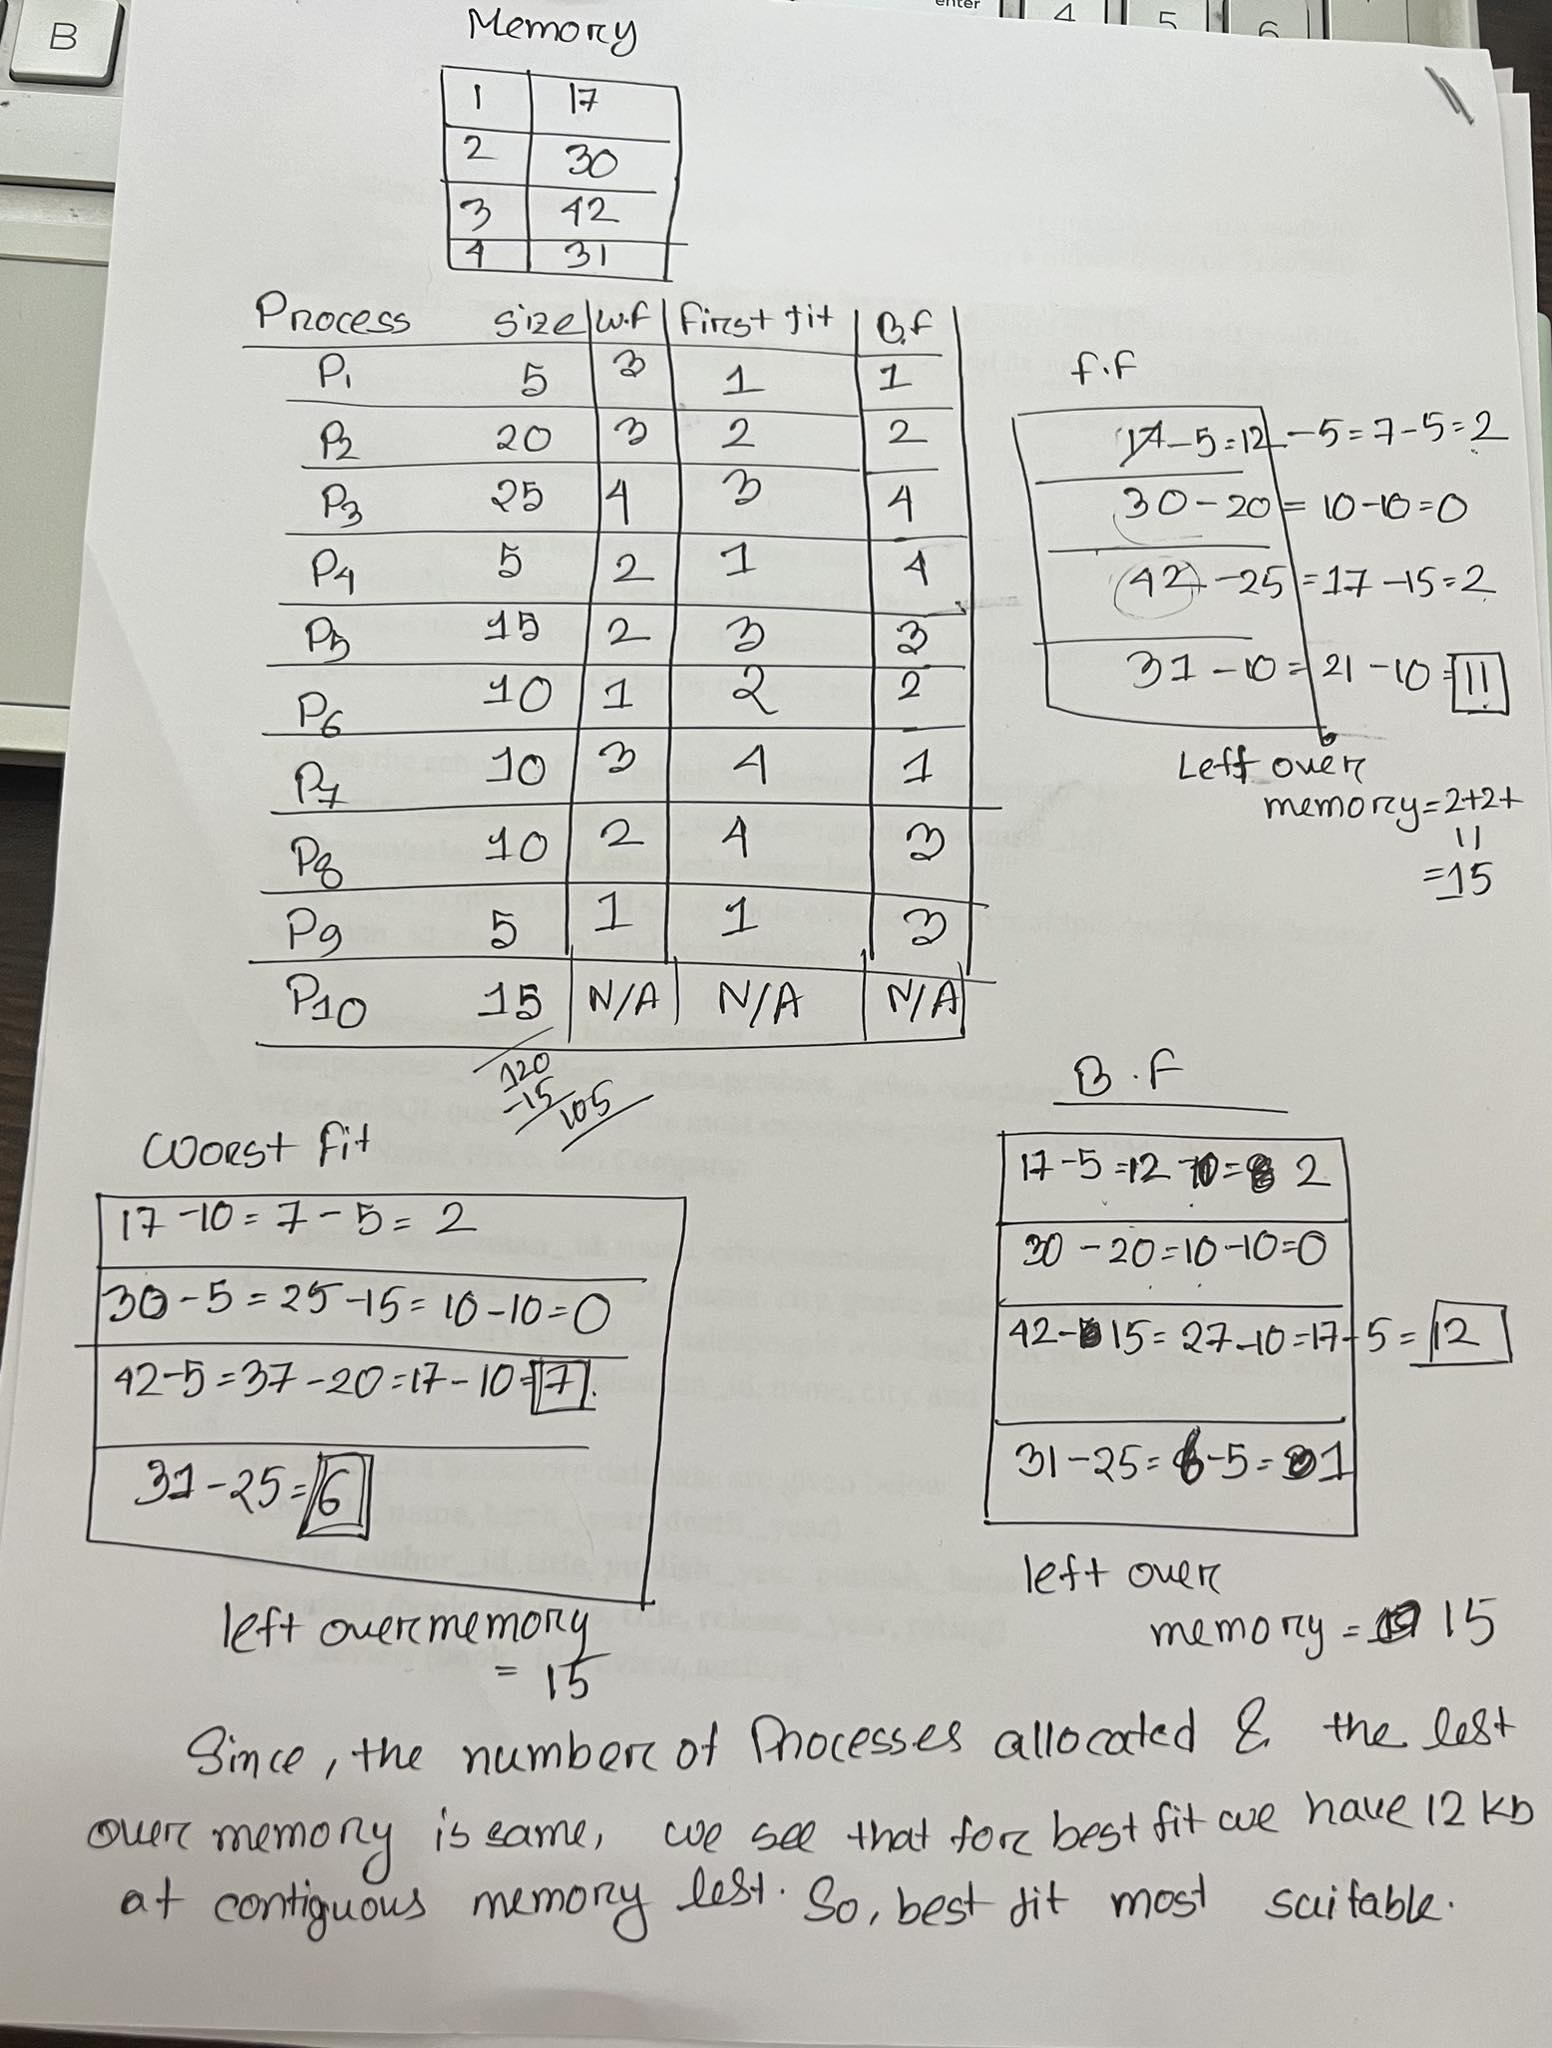 B
enter
4
5
6
Memory
1 17
2 30
3 42
4 31
Process size W.F First fit B.F
P1 5 3 1 1
P2 20 3 2 2
P3 25 4 3 4
P4 5 2 1 4
P5 15 2 3 3
P6 10 1 2 2
P7 10 3 4 1
P8 10 2 4 3
P9 5 1 1 3
P10 15 N/A N/A N/A
120
-15
105
F.F
17-5=12-5=7-5=2
30-20=10-10=0
42-25=17-15=2
31-10=21-10=11
Left over
memory=2+2+
11
=15
Worst Fit
17-10=7-5=2
30-5=25-15=10-10=0
42-5=37-20=17-10=7.
31-25=6
left over memory
= 15
B.F
17-5=12-10=2
30-20=10-10=0
42-15=27-10=17-5=12
31-25=6-5=1
left over
memory=15
Since, the number of Processes allocated & the left
over memory is same, we see that for best fit we have 12 kb
at contiguous memory left. So, best fit most suitable.